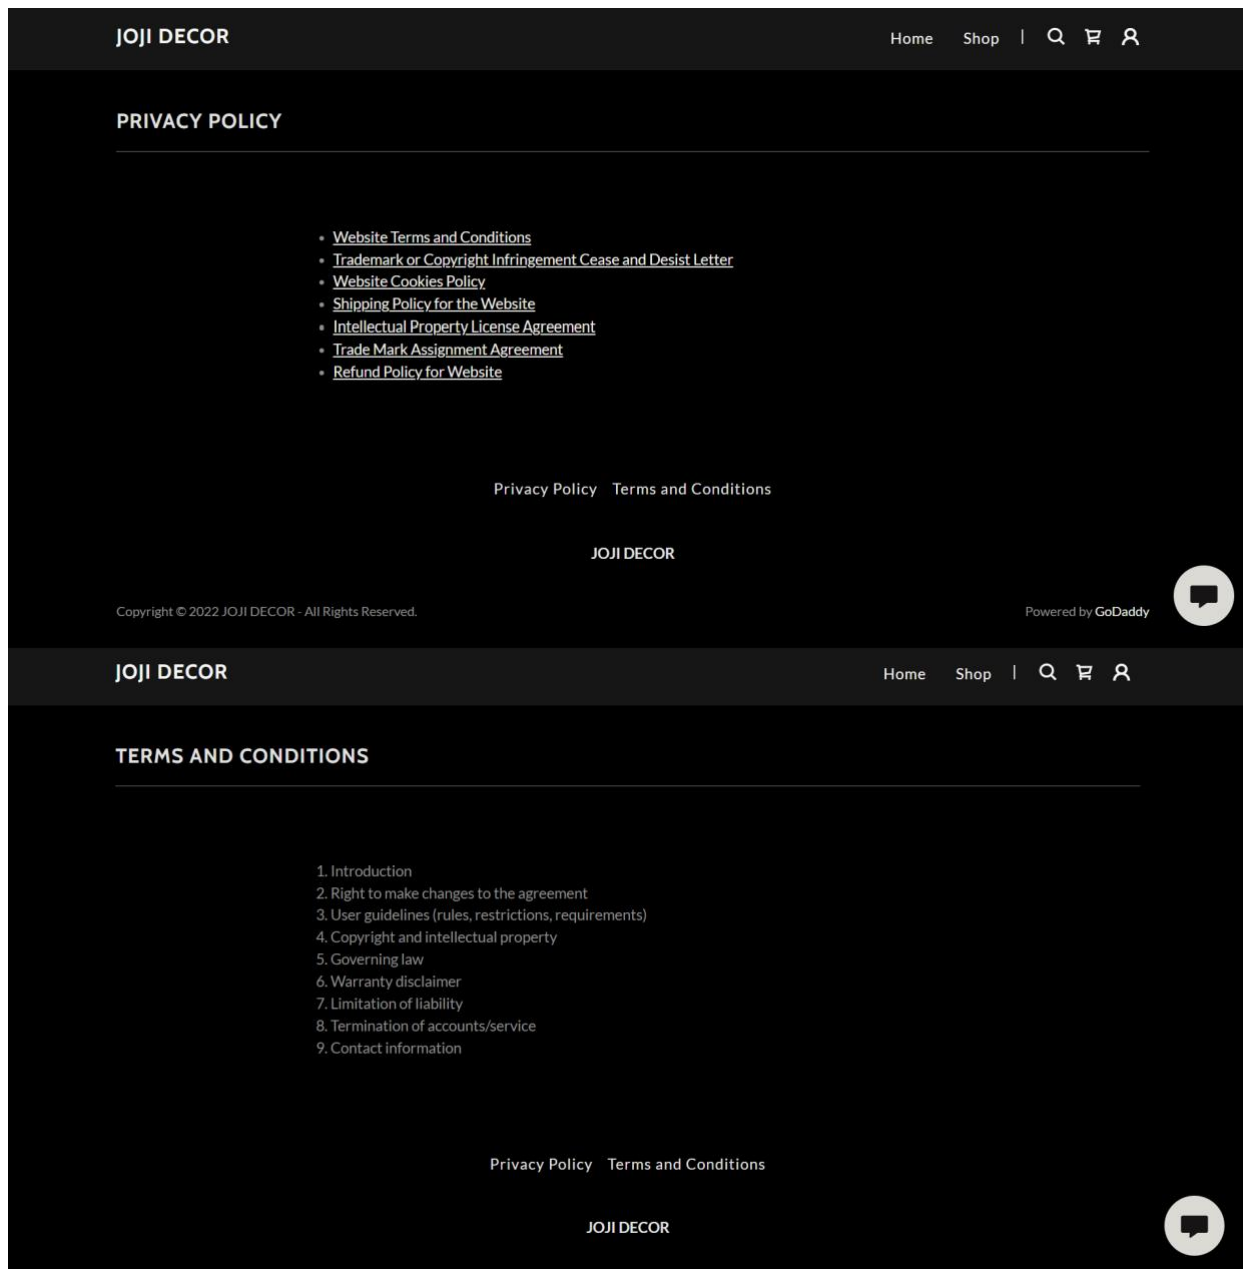 JOJI DECOR
Home Shop |
PRIVACY POLICY
• Website Terms and Conditions
• Trademark or Copyright Infringement Cease and Desist Letter
• Website Cookies Policy
• Shipping Policy for the Website
• Intellectual Property License Agreement
• Trade Mark Assignment Agreement
• Refund Policy for Website
Privacy Policy Terms and Conditions
JOJI DECOR
Copyright © 2022 JOJI DECOR - All Rights Reserved. Powered by GoDaddy
JOJI DECOR
Home Shop |
TERMS AND CONDITIONS
1. Introduction
2. Right to make changes to the agreement
3. User guidelines (rules, restrictions, requirements)
4. Copyright and intellectual property
5. Governing law
6. Warranty disclaimer
7. Limitation of liability
8. Termination of accounts/service
9. Contact information
Privacy Policy Terms and Conditions
JOJI DECOR